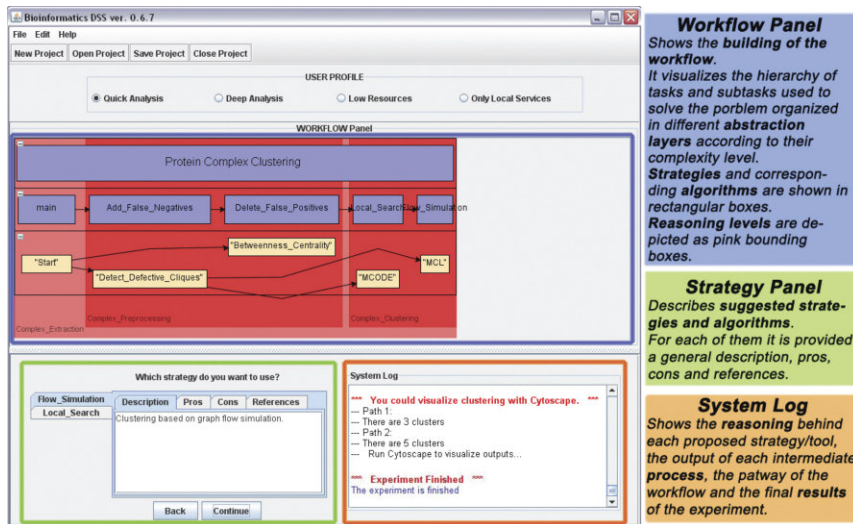 Bioinformatics DSS ver. 0.6.7
File Edit Help
New Project Open Project Save Project Close Project
USER PROFILE
Quick Analysis Deep Analysis Low Resources Only Local Services
WORKFLOW Panel
Protein Complex Clustering
main Add_False_Negatives Delete_False_Positives Local_Search Flow_Simulation
"Betweenness_Centrality"
"Start" "MCL"
"Detect_Defective_Cliques" "MCODE"
Complex_Preprocessing Complex_Clustering
Complex_Extraction
Which strategy do you want to use?
Flow_Simulation
Local_Search
Description Pros Cons References
Clustering based on graph flow simulation.
Back Continue
System Log
*** You could visualize clustering with Cytoscape. ***
--- Path 1:
--- There are 3 clusters
--- Path 2:
--- There are 5 clusters
--- Run Cytoscape to visualize outputs...
*** Experiment Finished ***
The experiment is finished
Workflow Panel
Shows the building of the
workflow.
It visualizes the hierarchy of
tasks and subtasks used to
solve the porblem organized
in different abstraction
layers according to their
complexity level.
Strategies and correspon-
ding algorithms are shown in
rectangular boxes.
Reasoning levels are de-
picted as pink bounding
boxes.
Strategy Panel
Describes suggested strate-
gies and algorithms.
For each of them it is provided
a general description, pros,
cons and references.
System Log
Shows the reasoning behind
each proposed strategy/tool,
the output of each intermediate
process, the patway of the
workflow and the final results
of the experiment.